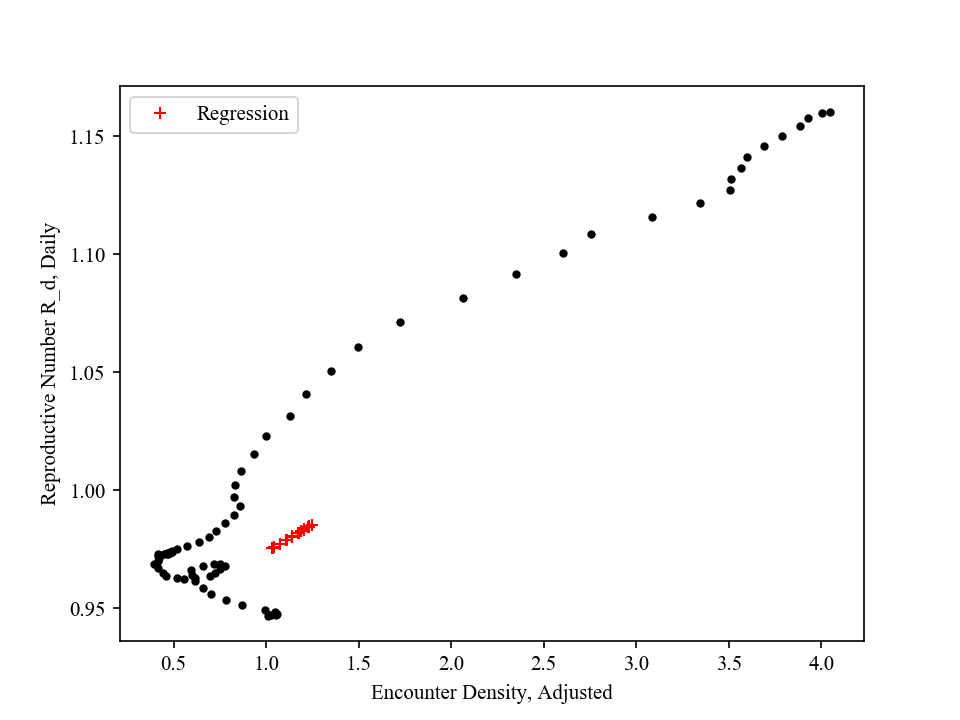 Regression
1.15
1.10
1.05
1.00
0.95
Reproductive Number R_d, Daily
0.5 1.0 1.5 2.0 2.5 3.0 3.5 4.0
Encounter Density, Adjusted